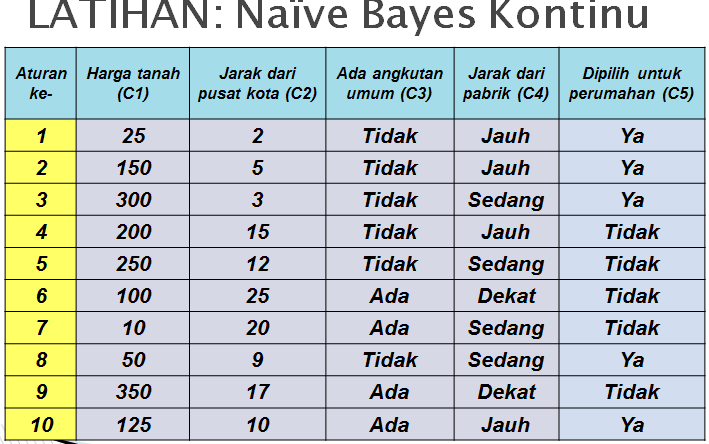 LATIHAN: Naïve Bayes Kontinu
Aturan ke- Harga tanah (C1) Jarak dari pusat kota (C2) Ada angkutan umum (C3) Jarak dari pabrik (C4) Dipilih untuk perumahan (C5)
1 25 2 Tidak Jauh Ya
2 150 5 Tidak Jauh Ya
3 300 3 Tidak Sedang Ya
4 200 15 Tidak Jauh Tidak
5 250 12 Tidak Sedang Tidak
6 100 25 Ada Dekat Tidak
7 10 20 Ada Sedang Tidak
8 50 9 Tidak Sedang Ya
9 350 17 Ada Dekat Tidak
10 125 10 Ada Jauh Ya